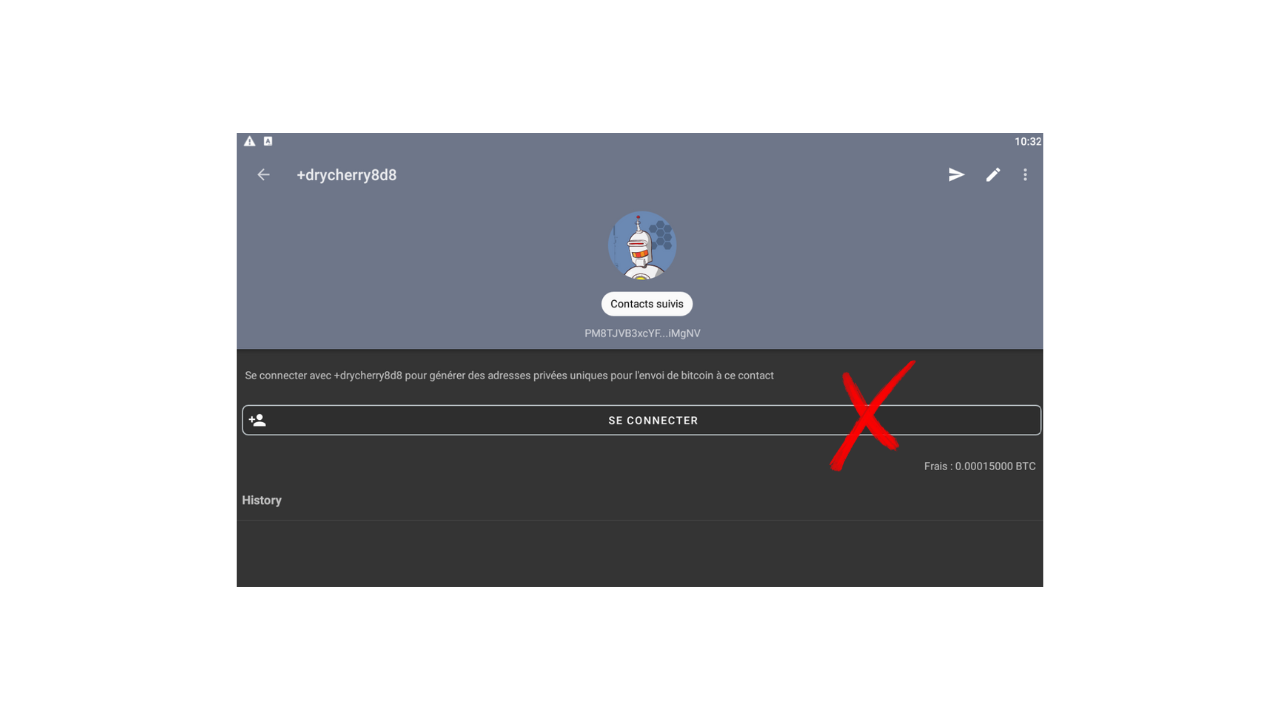 10:32
+drycherry8d8
Contacts suivis
PM8TJVB3xcYF...iMgNV
Se connecter avec +drycherry8d8 pour générer des adresses privées uniques pour l'envoi de bitcoin à ce contact
SE CONNECTER
Frais : 0.00015000 BTC
History